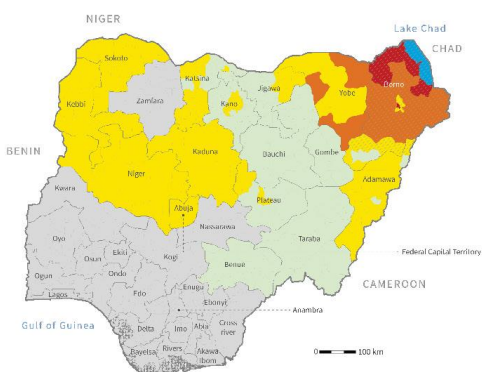 NIGER
Lake Chad
CHAD
Sokoto
Katsina
Borno
Jigawa
Yobe
Kebbi
Zamfara
Kano
BENIN
Kaduna
Bauchi
Gombe
Niger
Adamawa
Kwara
Abuja
Plateau
Nassarawa
Oyo
Taraba
Federal Capital Territory
Ekiti
Kogi
Osun
Benue
Ogun
Ondo
CAMEROON
Lagos
Edo
Enugu
Ebonyi
Anambra
Gulf of Guinea
Delta
Imo
Abia
Cross
river
Bayelsa
Rivers
Akawa
Ibom
0
100 km